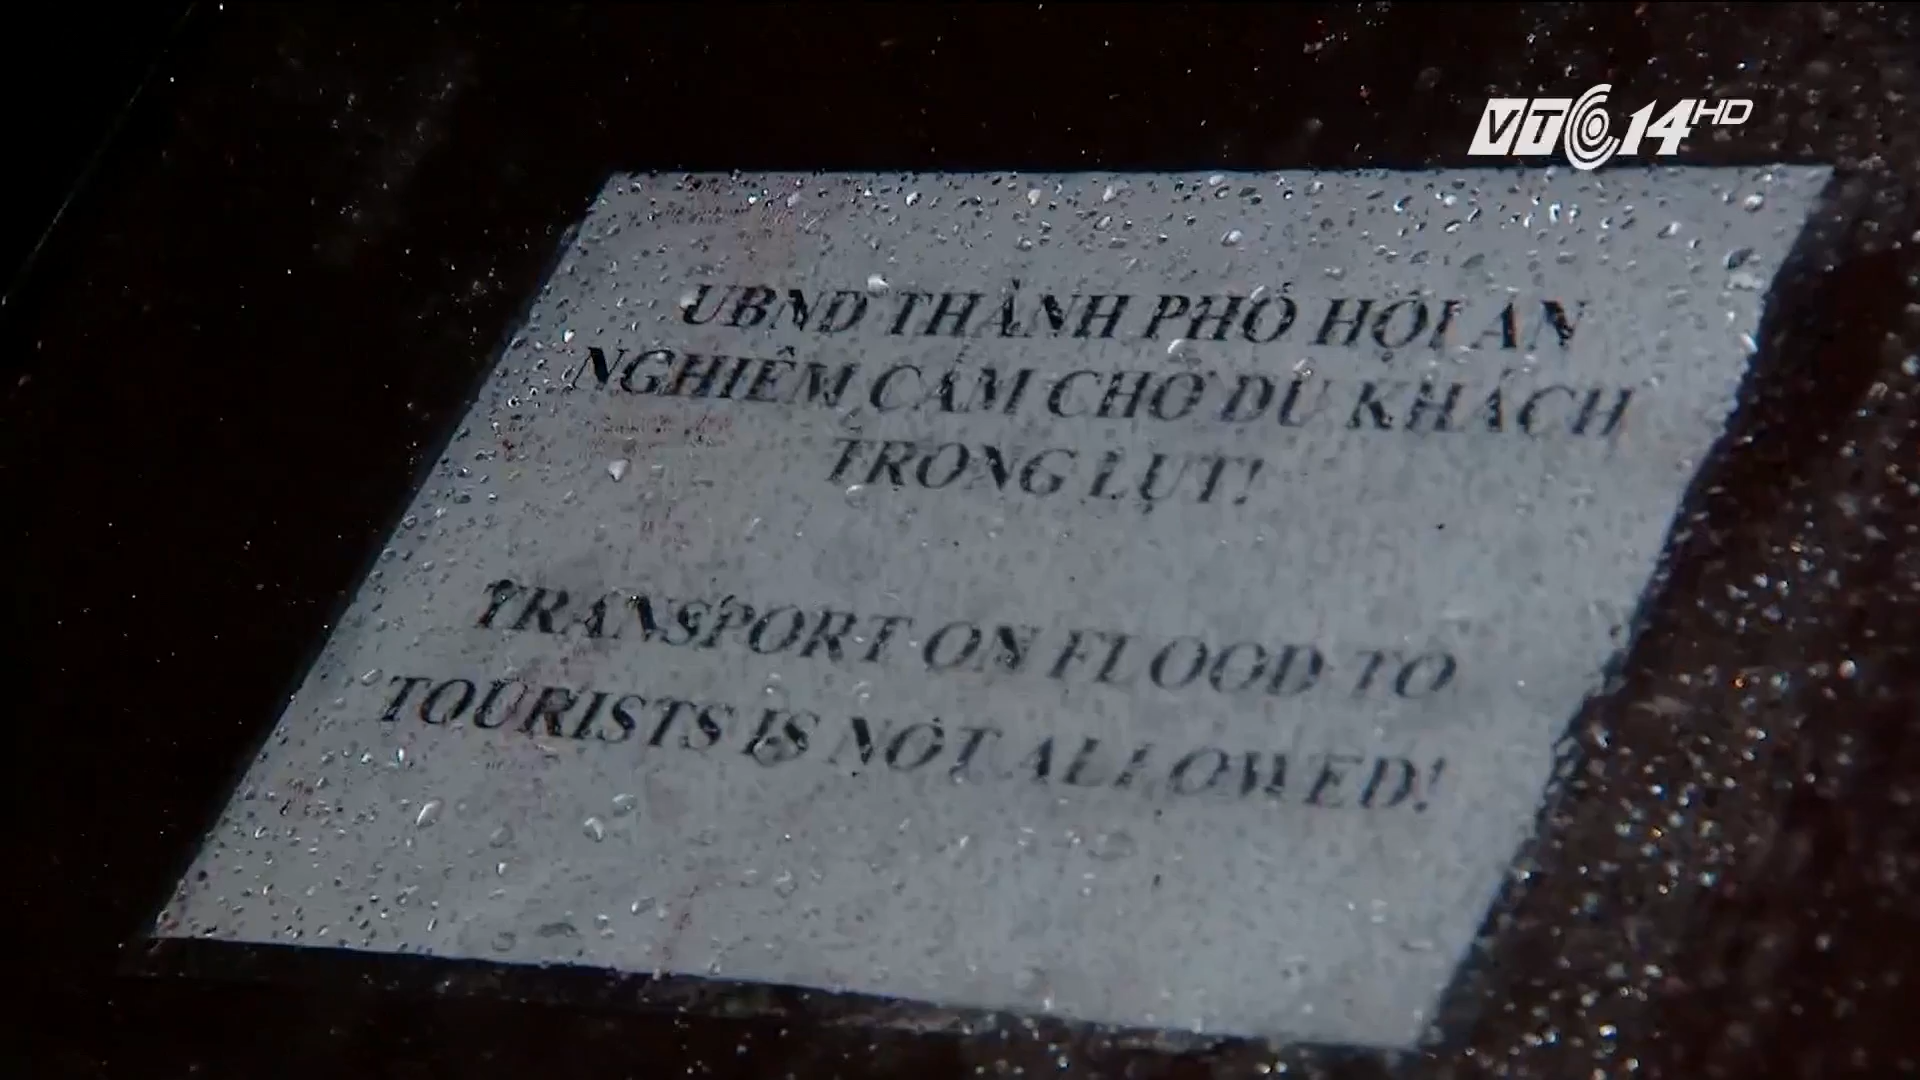 VTC14 HD
UBND THÀNH PHỐ HỘI AN
NGHIÊM CẤM CHỞ DU KHÁCH
TRONG LỤT!
TRANSPORT ON FLOOD TO
TOURISTS IS NOT ALLOWED!